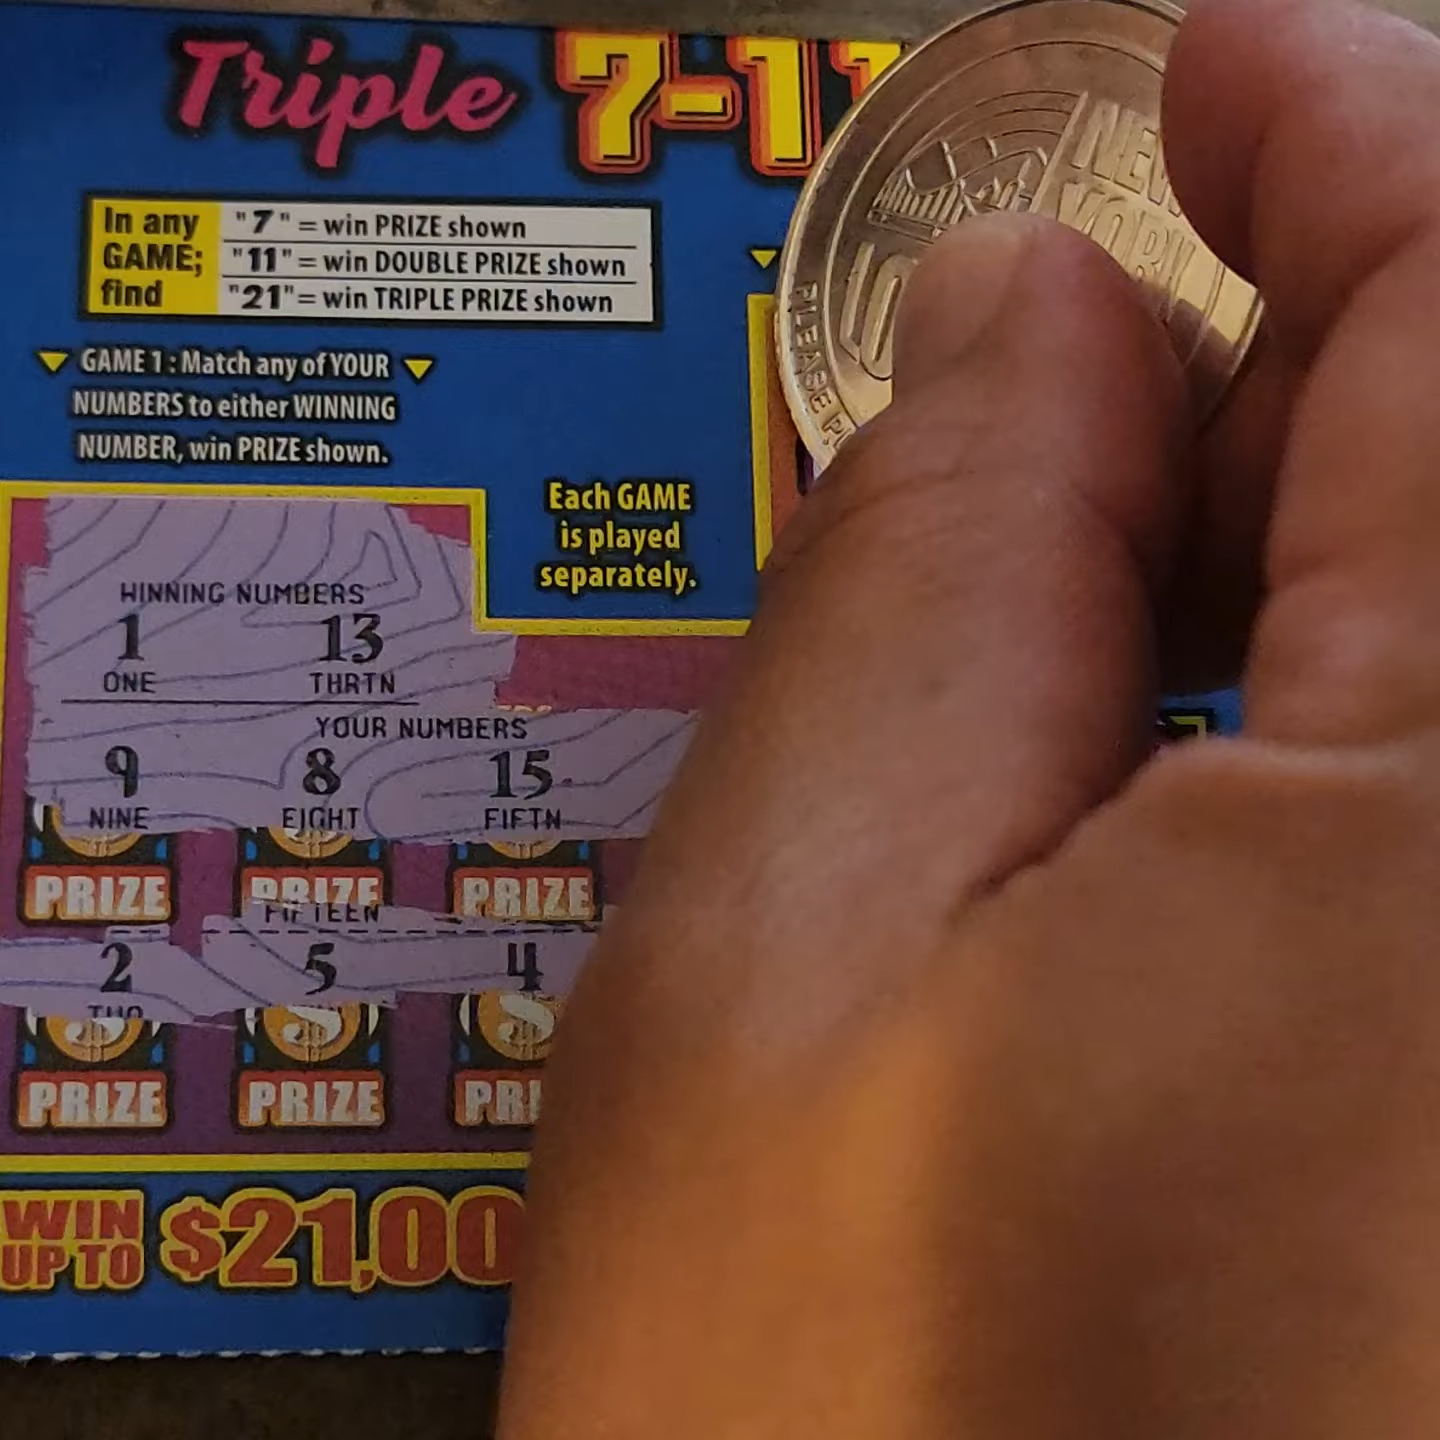 Triple 7-11
In any GAME; find
"7" = win PRIZE shown
"11" = win DOUBLE PRIZE shown
"21" = win TRIPLE PRIZE shown
GAME 1 : Match any of YOUR
NUMBERS to either WINNING
NUMBER, win PRIZE shown.
Each GAME
is played
separately.
WINNING NUMBERS
1 13
ONE THRTN
YOUR NUMBERS
9 8 15
NINE EIGHT FIFTN
PRIZE PRIZE PRIZE
FIFTEEN
2 5 4
TWO
PRIZE PRIZE
WIN UP TO
NEW
YORK
PLEASE